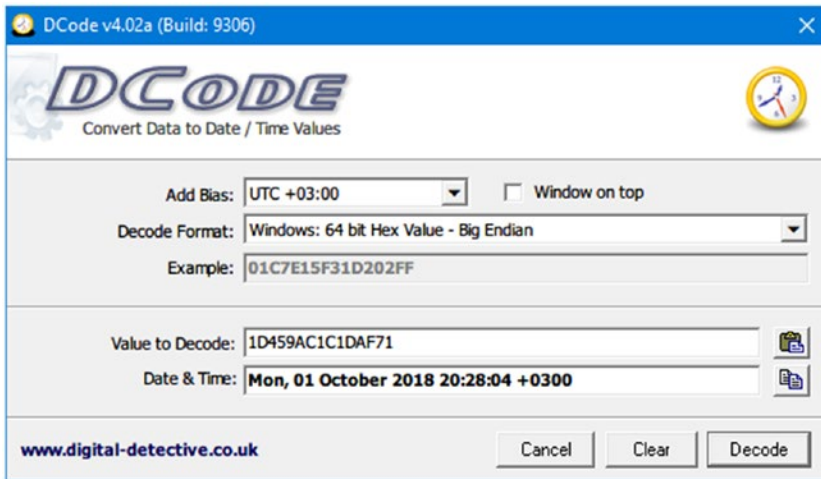 DCode v4.02a (Build: 9306)
DCODE
Convert Data to Date / Time Values
Add Bias: UTC +03:00 Window on top
Decode Format: Windows: 64 bit Hex Value - Big Endian
Example: 01C7E15F31D202FF
Value to Decode: 1D459AC1C1DAF71
Date & Time: Mon, 01 October 2018 20:28:04 +0300
www.digital-detective.co.uk Cancel Clear Decode